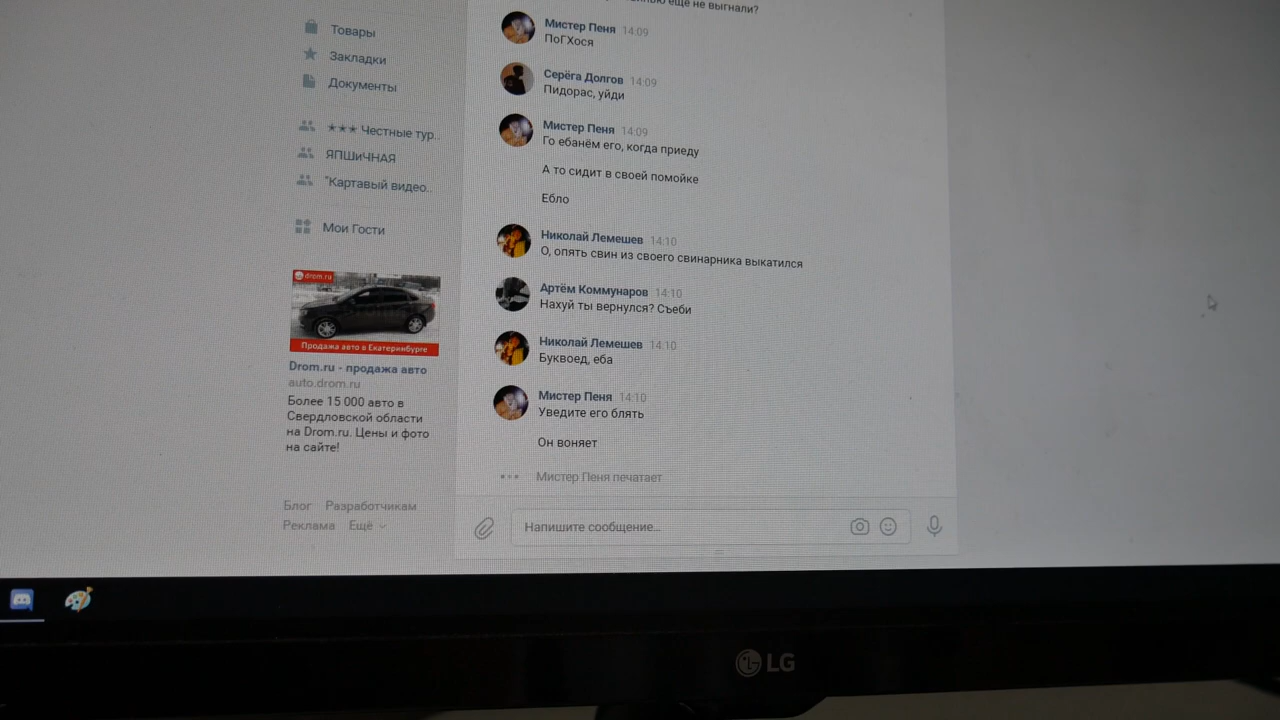 Товары
Закладки
Документы
*** Честные тур..
ЯПШиЧНАЯ
"Картавый видео..
Мои Гости
drom.ru
Продажа авто в Екатеринбурге
Drom.ru - продажа авто
auto.drom.ru
Более 15 000 авто в
Свердловской области
на Drom.ru. Цены и фото
на сайте!
Блог Разработчикам
Реклама Ещё
ещё не выгнали?
Мистер Пеня 14:09
ПоГХося
Серёга Долгов 14:09
Пидорас, уйди
Мистер Пеня 14:09
Го ебанём его, когда приеду
А то сидит в своей помойке
Ебло
Николай Лемешев 14:10
О, опять свин из своего свинарника выкатился
Артём Коммунаров 14:10
Нахуй ты вернулся? Съеби
Николай Лемешев 14:10
Буквоед, еба
Мистер Пеня 14:10
Уведите его блять
Он воняет
Мистер Пеня печатает
Напишите сообщение...
LG